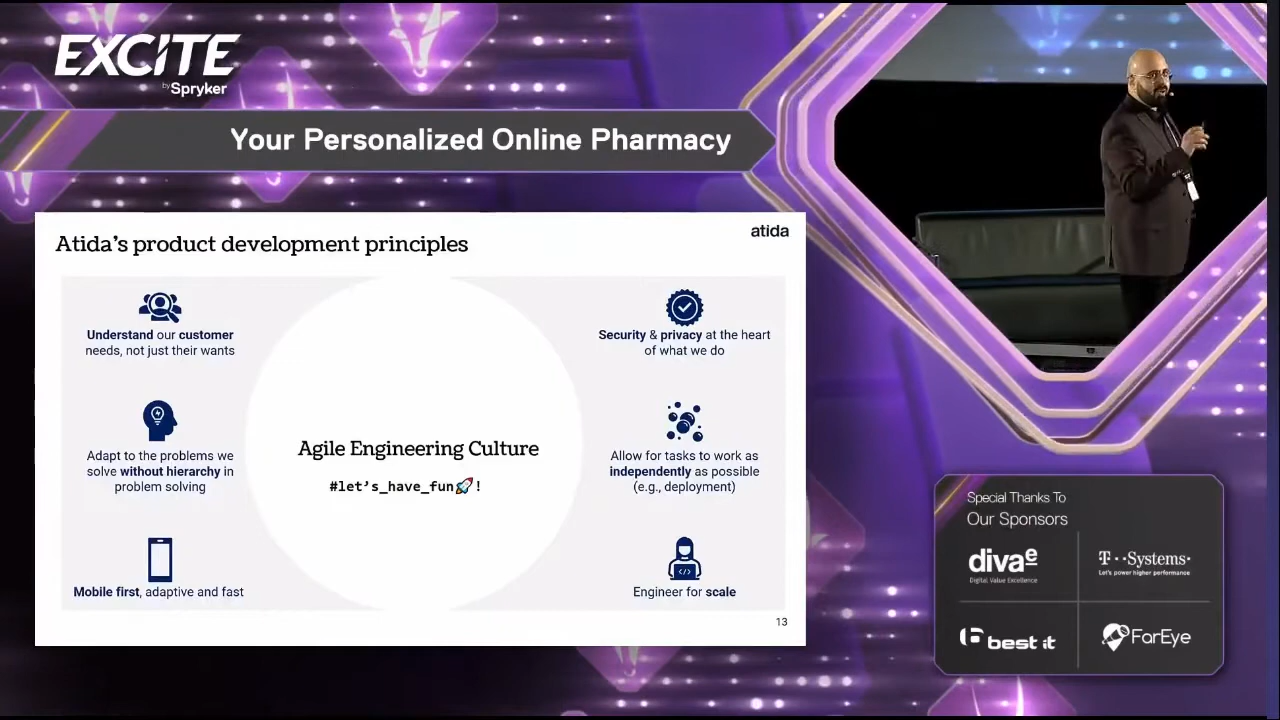 EXCITE
by Spryker
Your Personalized Online Pharmacy
Atida's product development principles
atida
Understand our customer
needs, not just their wants
Adapt to the problems we
solve without hierarchy in
problem solving
Mobile first, adaptive and fast
Agile Engineering Culture
#let's_have_fun🚀!
Security & privacy at the heart
of what we do
Allow for tasks to work as
independently as possible
(e.g., deployment)
</>
Engineer for scale
13
Special Thanks To
Our Sponsors
divae
Digital Value Excellence
T··Systems·
Let's power higher performance
best it
FarEye